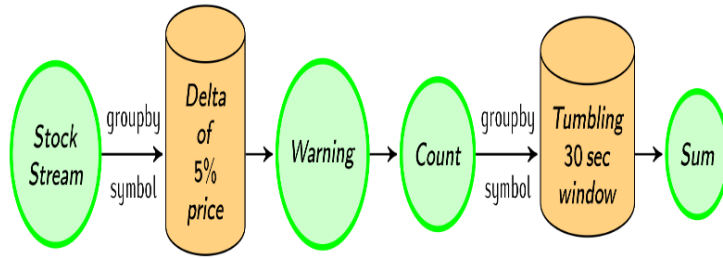 Stock
Stream
groupby
symbol
Delta
of
5%
price
Warning
Count
groupby
symbol
Tumbling
30 sec
window
Sum